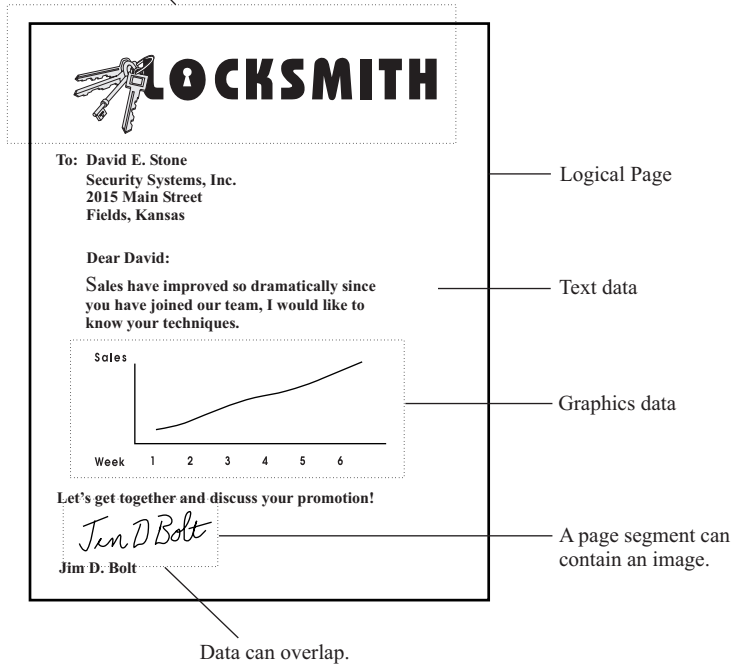 LOCKSMITH
To: David E. Stone
Security Systems, Inc.
2015 Main Street
Fields, Kansas
Logical Page
Dear David:
Sales have improved so dramatically since
you have joined our team, I would like to
know your techniques.
Text data
Sales
Week 1 2 3 4 5 6
Graphics data
Let's get together and discuss your promotion!
Jim D Bolt
Jim D. Bolt
A page segment can
contain an image.
Data can overlap.